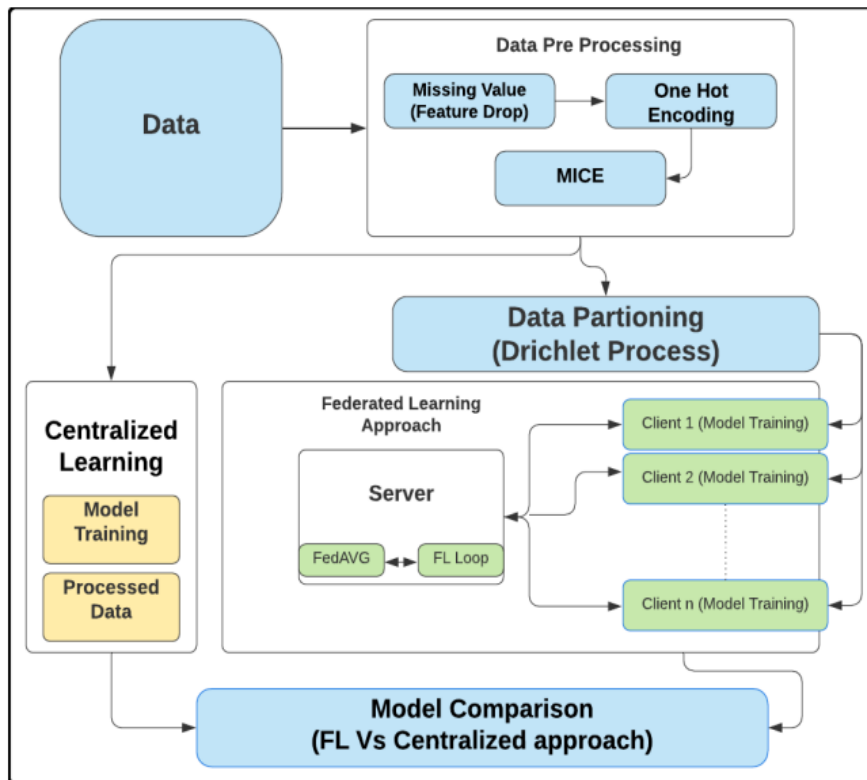 Data
Data Pre Processing
Missing Value
(Feature Drop)
One Hot
Encoding
MICE
Data Partioning
(Drichlet Process)
Centralized
Learning
Model
Training
Processed
Data
Federated Learning
Approach
Server
FedAVG
FL Loop
Client 1 (Model Training)
Client 2 (Model Training)
Client n (Model Training)
Model Comparison
(FL Vs Centralized approach)